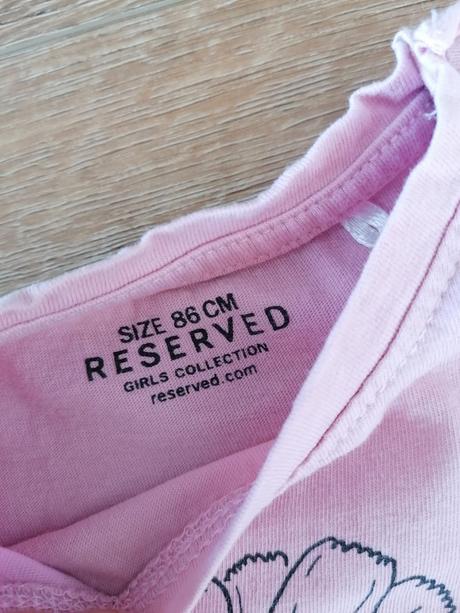 SIZE 86 CM
RESERVED
GIRLS COLLECTION
reserved.com